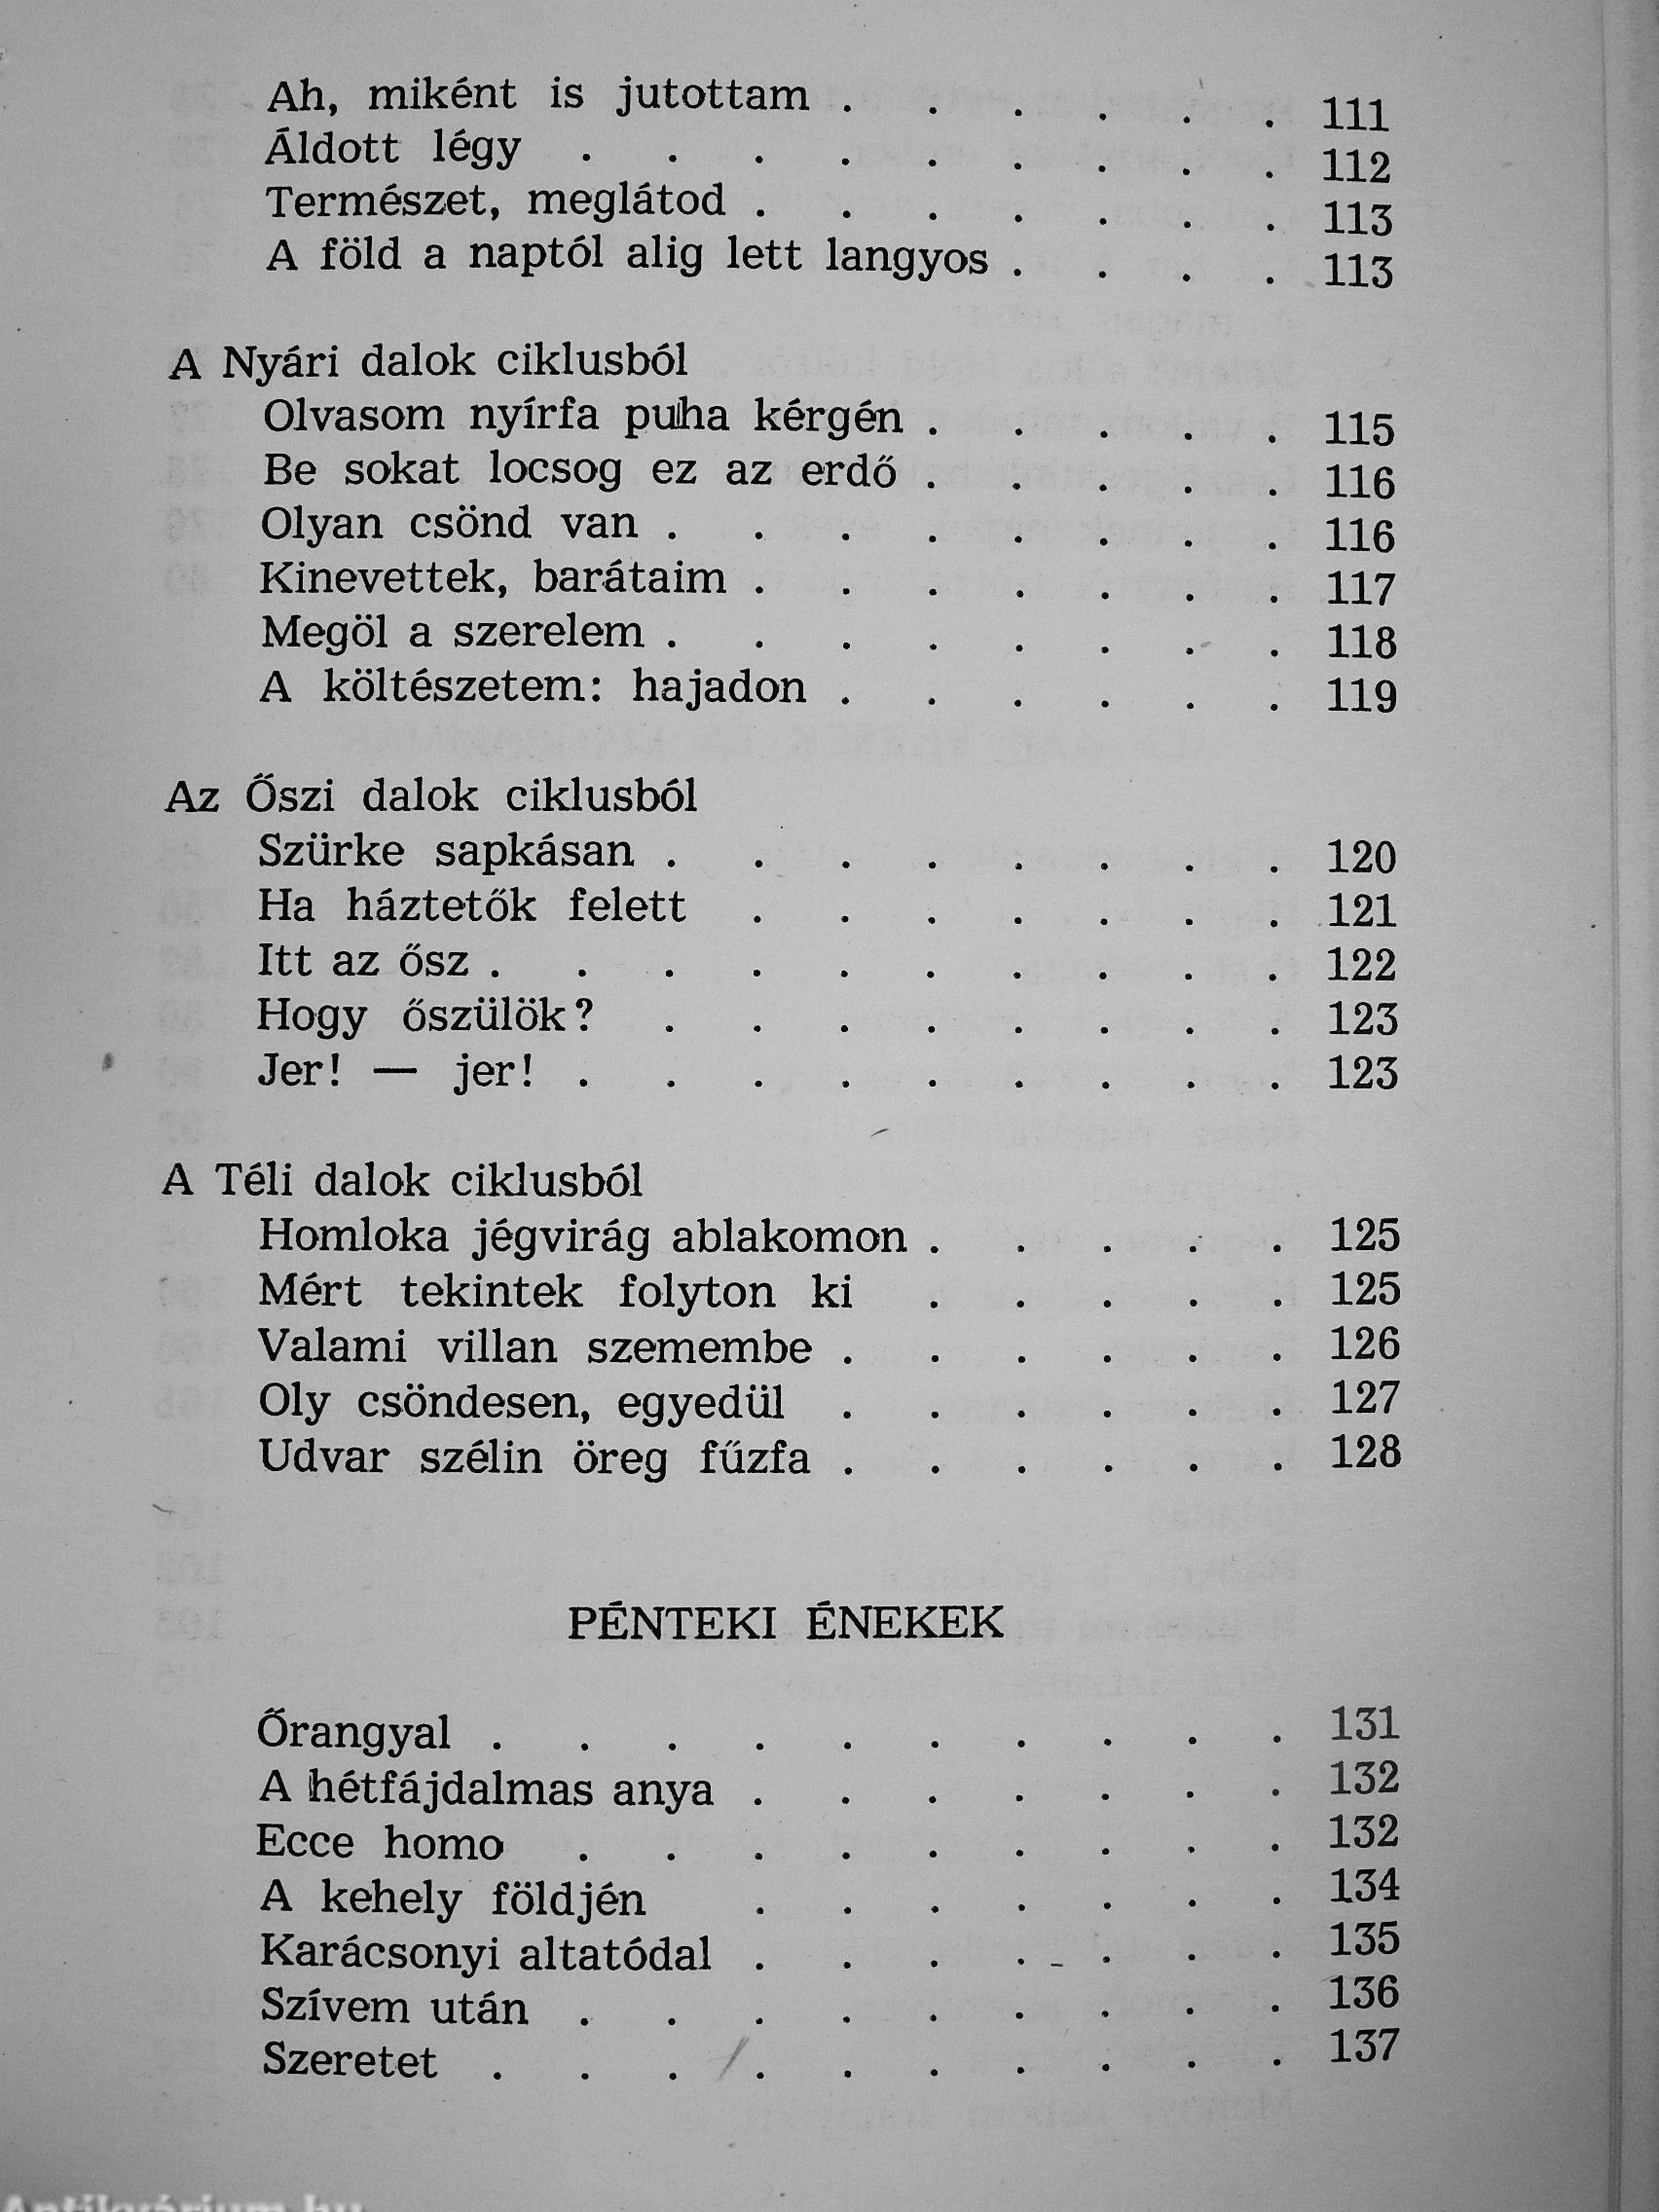 Ah, miként is jutottam . . . . . . 111
Áldott légy . . . . . . . . . 112
Természet, meglátod . . . . . . . 113
A föld a naptól alig lett langyos . . . . 113
A Nyári dalok ciklusból
Olvasom nyírfa puha kérgén . . . . . 115
Be sokat locsog ez az erdő . . . . . 116
Olyan csönd van . . . . . . . . 116
Kinevettek, barátaim . . . . . . . 117
Megöl a szerelem . . . . . . . . 118
A költészetem: hajadon . . . . . . 119
Az Őszi dalok ciklusból
Szürke sapkásan . . . . . . . . 120
Ha háztetők felett . . . . . . . 121
Itt az ősz . . . . . . . . . . 122
Hogy őszülök? . . . . . . . . 123
Jer! — jer! . . . . . . . . . 123
A Téli dalok ciklusból
Homloka jégvirág ablakomon . . . . . 125
Mért tekintek folyton ki . . . . . 125
Valami villan szemembe . . . . . . 126
Oly csöndesen, egyedül . . . . . . 127
Udvar szélin öreg fűzfa . . . . . . 128
PÉNTEKI ÉNEKEK
Őrangyal . . . . . . . . . . 131
A hétfájdalmas anya . . . . . . . 132
Ecce homo . . . . . . . . . 132
A kehely földjén . . . . . . . 134
Karácsonyi altatódal . . . . . . . 135
Szívem után . . . . . . . . . 136
Szeretet . . . . . . . . . . 137
Antikvárium.hu